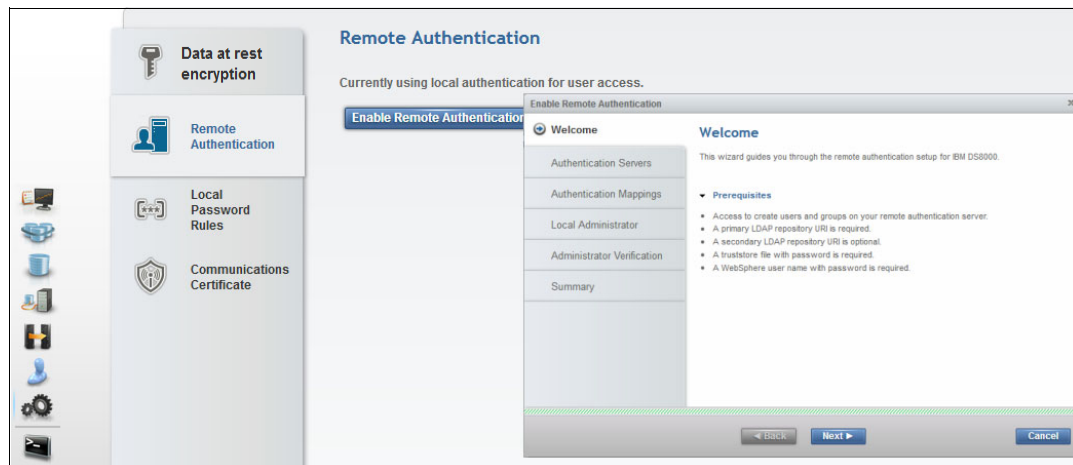 Data at rest
encryption
Remote
Authentication
Local
Password
Rules
Communications
Certificate
Remote Authentication
Currently using local authentication for user access.
Enable Remote Authentication
Enable Remote Authentication
Welcome
Authentication Servers
Authentication Mappings
Local Administrator
Administrator Verification
Summary
Welcome
This wizard guides you through the remote authentication setup for IBM DS8000.
Prerequisites
Access to create users and groups on your remote authentication server.
A primary LDAP repository URI is required.
A secondary LDAP repository URI is optional.
A truststore file with password is required.
A WebSphere user name with password is required.
Back
Next
Cancel